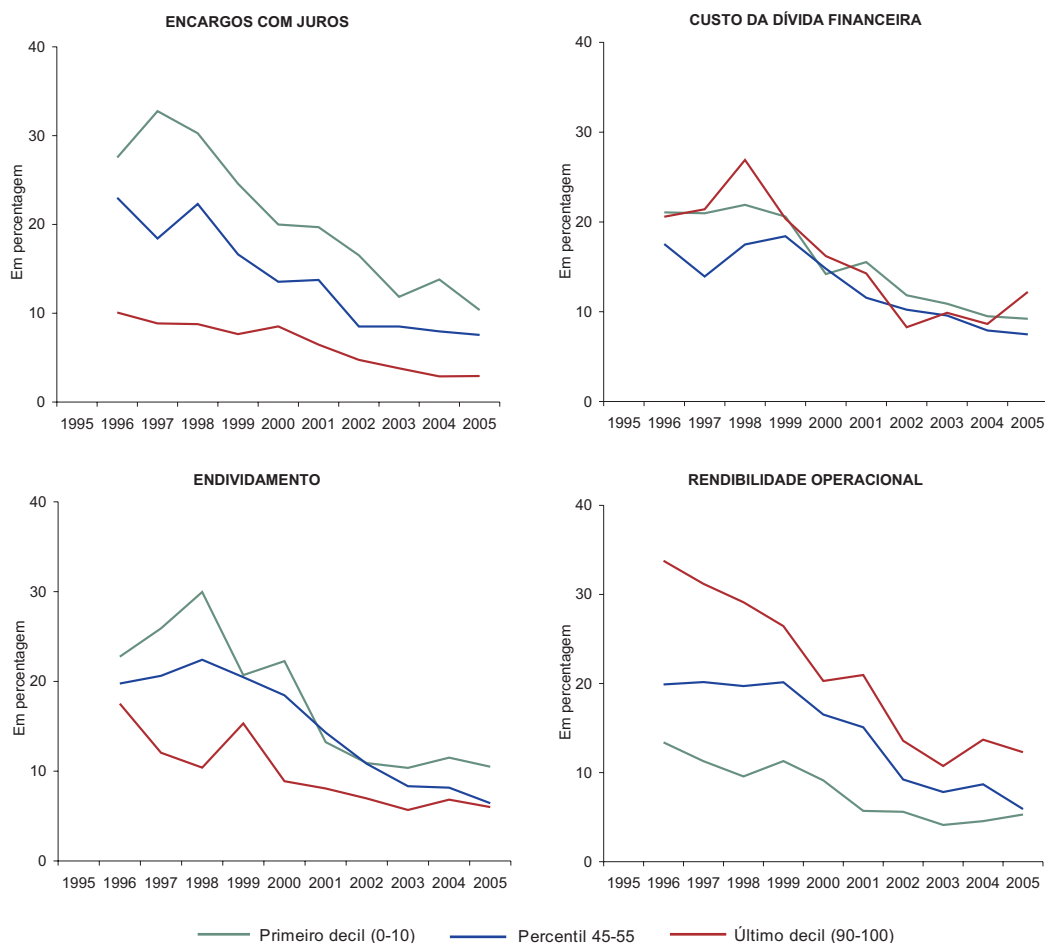 ENCARGOS COM JUROS
Em percentagem
40
30
20
10
0
1995 1996 1997 1998 1999 2000 2001 2002 2003 2004 2005
CUSTO DA DÍVIDA FINANCEIRA
Em percentagem
40
30
20
10
0
1995 1996 1997 1998 1999 2000 2001 2002 2003 2004 2005
ENDIVIDAMENTO
Em percentagem
40
30
20
10
0
1995 1996 1997 1998 1999 2000 2001 2002 2003 2004 2005
RENDIBILIDADE OPERACIONAL
Em percentagem
40
30
20
10
0
1995 1996 1997 1998 1999 2000 2001 2002 2003 2004 2005
Primeiro decil (0-10) Percentil 45-55 Último decil (90-100)